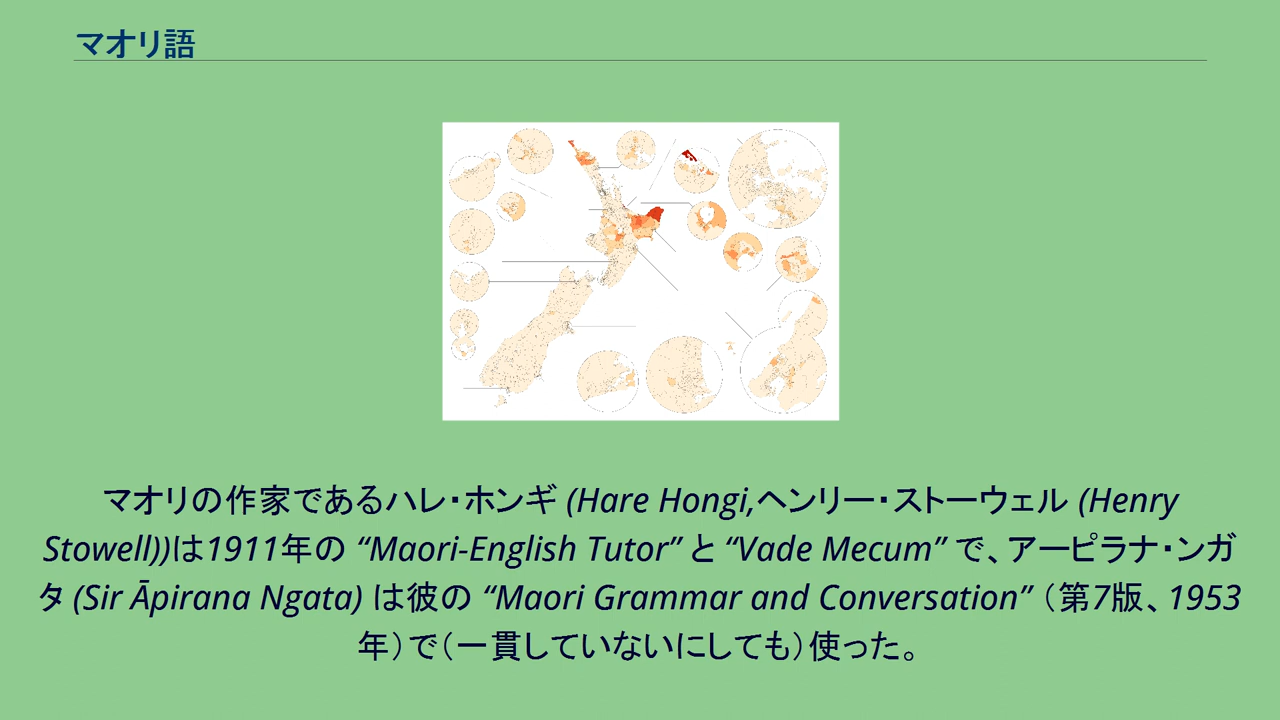 マオリ語
マオリの作家であるハレ・ホンギ (Hare Hongi,ヘンリー・ストーウェル (Henry
Stowell))は1911年の “Maori-English Tutor” と “Vade Mecum” で、アーピラナ・ンガ
タ (Sir Āpirana Ngata) は彼の “Maori Grammar and Conversation” （第7版、1953
年）で（一貫していないにしても）使った。